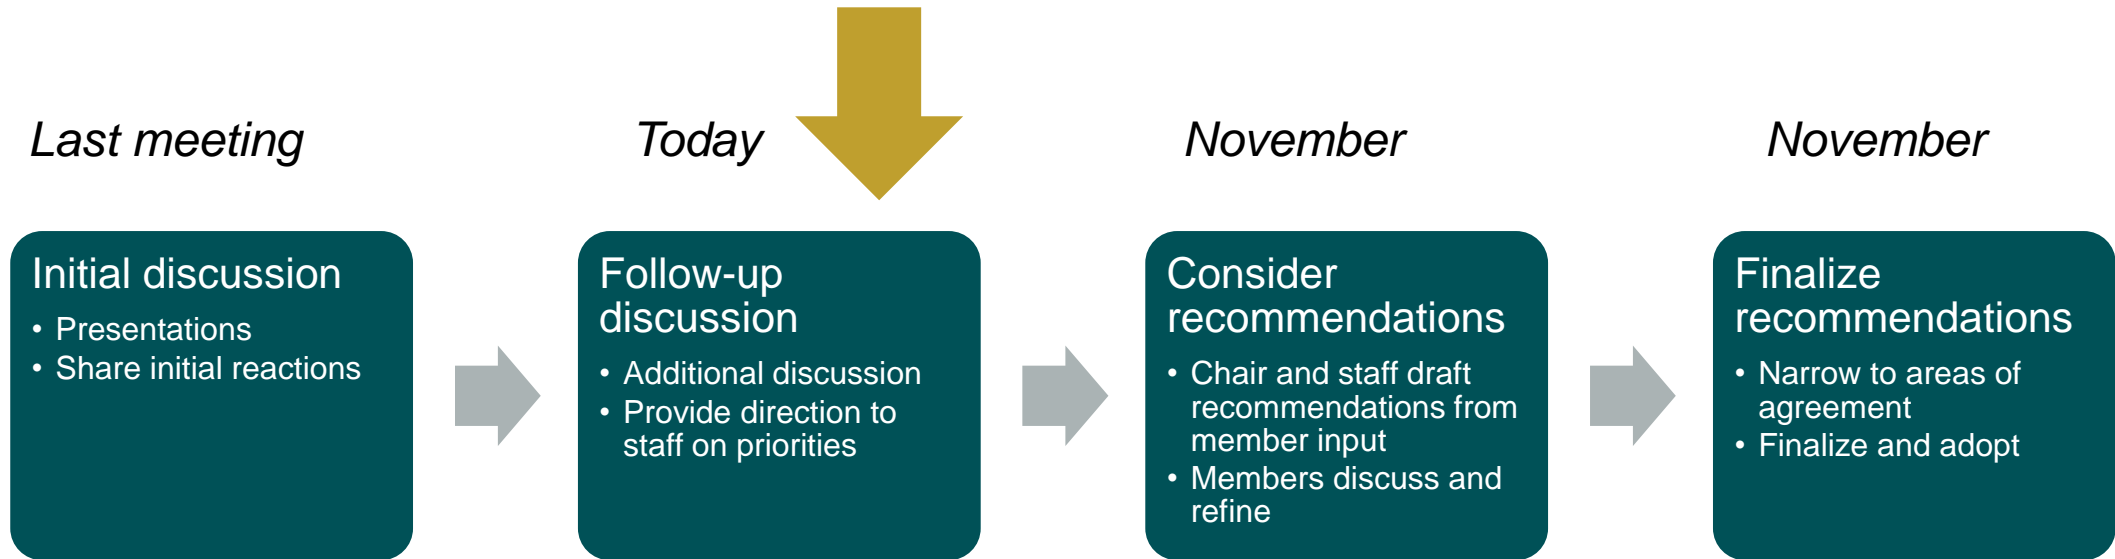 Last meeting
Today
November
November
Initial discussion
• Presentations
• Share initial reactions
Follow-up
discussion
• Additional discussion
• Provide direction to
staff on priorities
Consider
recommendations
• Chair and staff draft
recommendations from
member input
• Members discuss and
refine
Finalize
recommendations
• Narrow to areas of
agreement
• Finalize and adopt